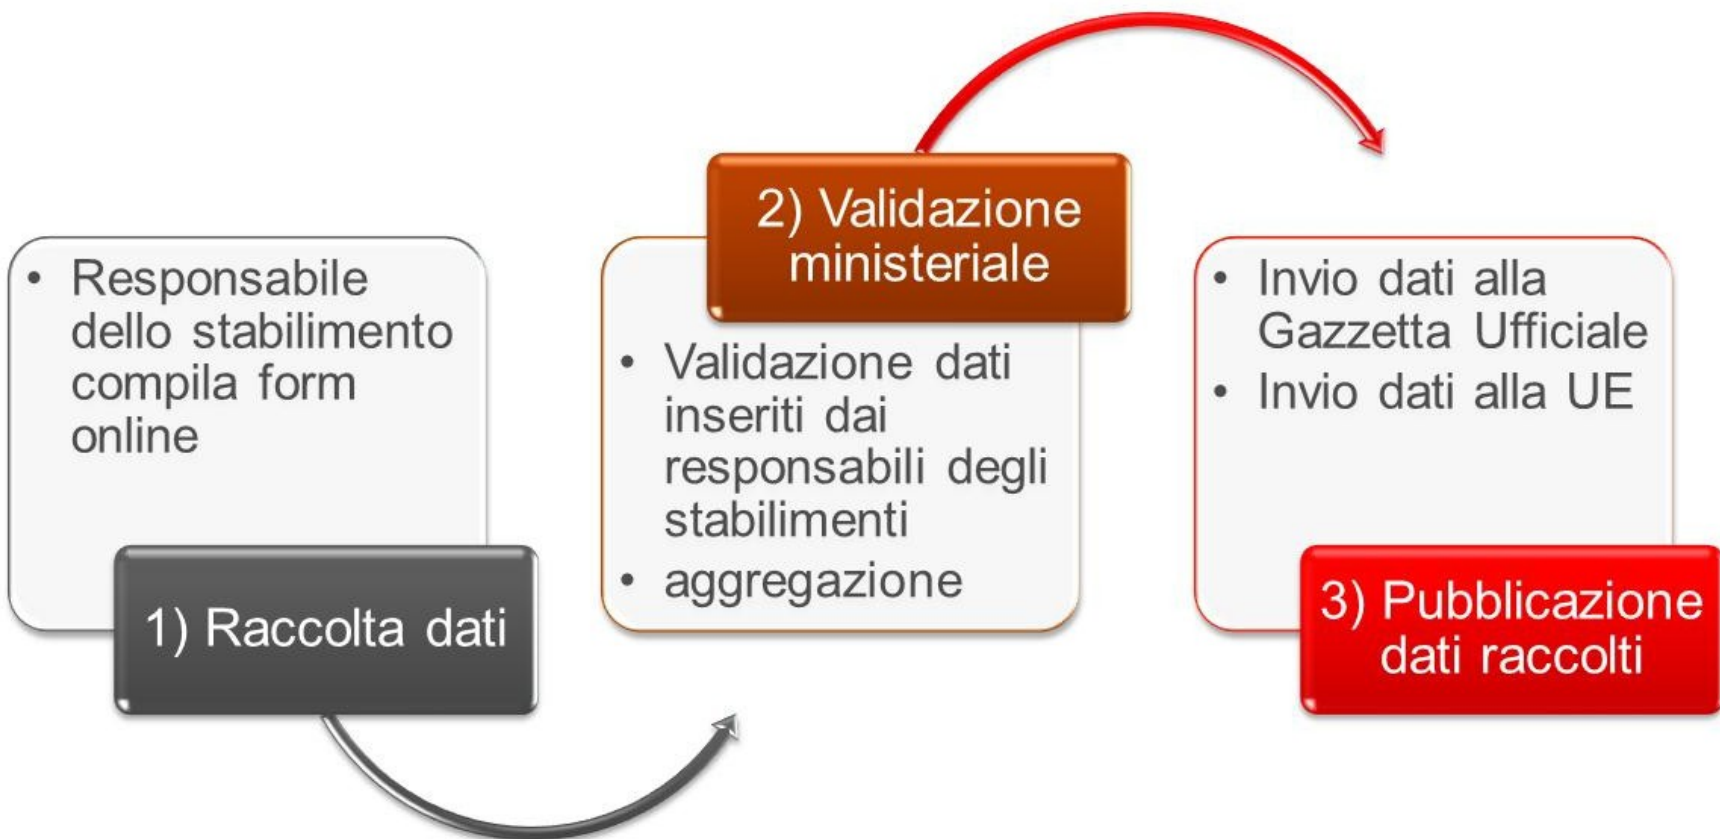 • Responsabile
dello stabilimento
compila form
online
1) Raccolta dati
2) Validazione
ministeriale
• Validazione dati
inseriti dai
responsabili degli
stabilimenti
• aggregazione
• Invio dati alla
Gazzetta Ufficiale
• Invio dati alla UE
3) Pubblicazione
dati raccolti